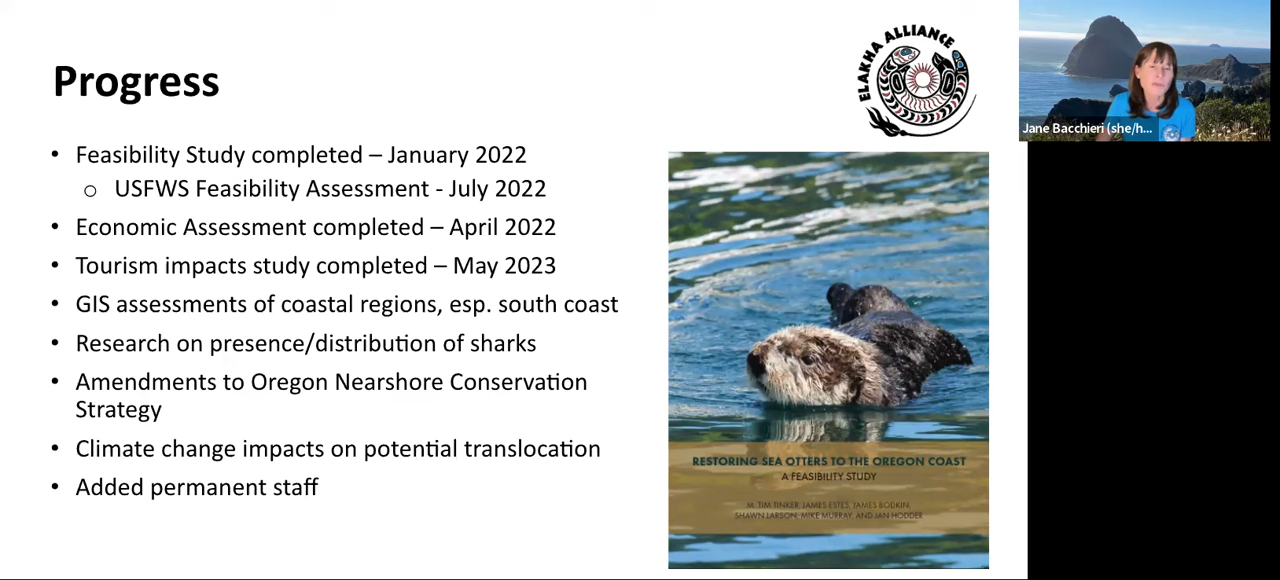 Progress
• Feasibility Study completed – January 2022
o USFWS Feasibility Assessment - July 2022
• Economic Assessment completed – April 2022
• Tourism impacts study completed – May 2023
• GIS assessments of coastal regions, esp. south coast
• Research on presence/distribution of sharks
• Amendments to Oregon Nearshore Conservation
Strategy
• Climate change impacts on potential translocation
• Added permanent staff
ELAKHA ALLIANCE
RESTORING SEA OTTERS TO THE OREGON COAST
A FEASIBILITY STUDY
M. TIM TINKER, JAMES ESTES, JAMES BODKIN,
SHAWN LARSON, MIKE MURRAY, AND JAN HODDER
Jane Bacchieri (she/h...